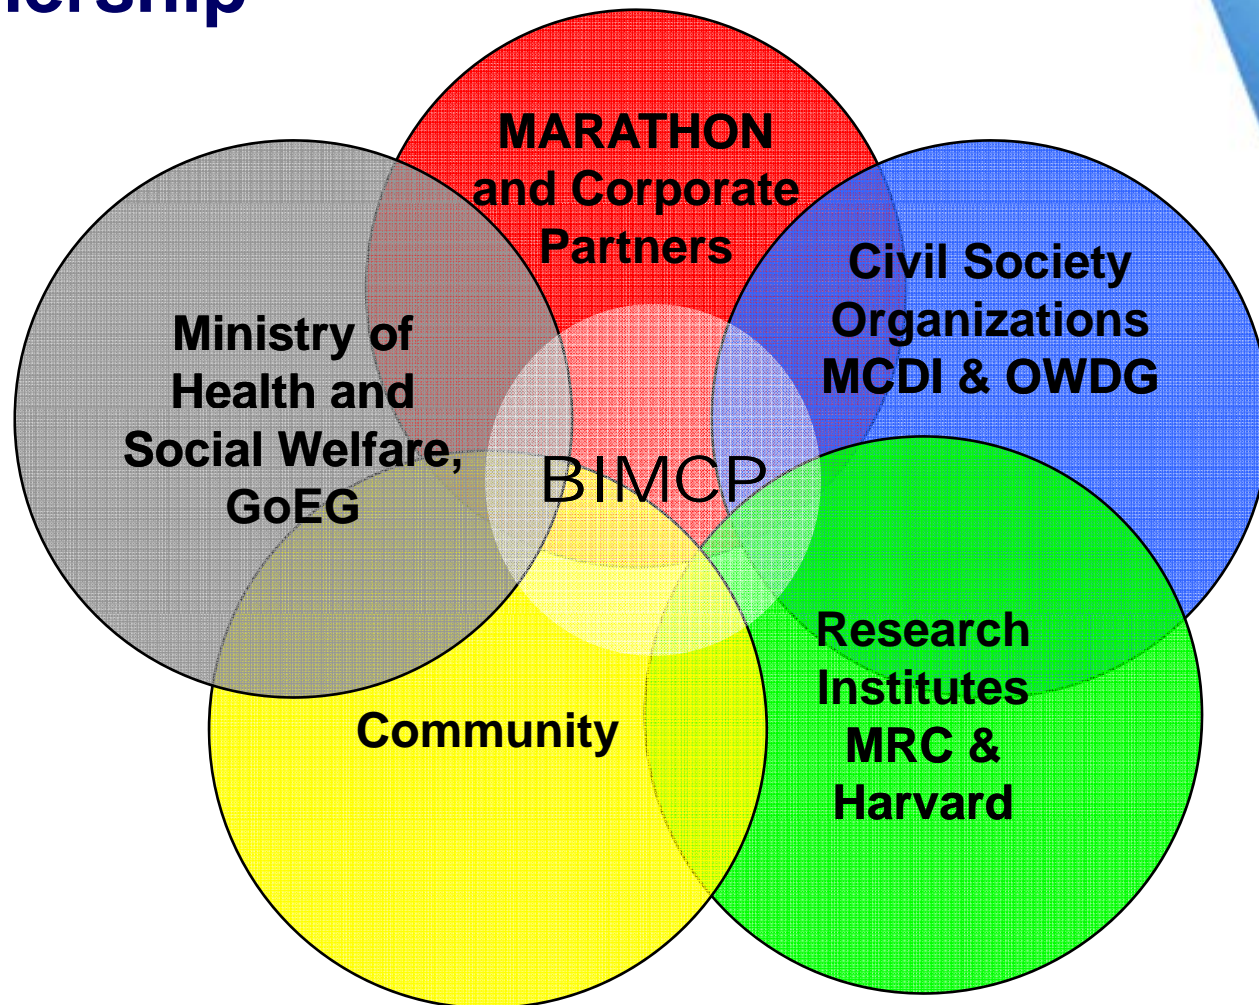 MARATHON
and Corporate
Partners
Civil Society
Organizations
MCDI & OWDG
Ministry of
Health and
Social Welfare,
GoEG
BIMCP
Research
Institutes
MRC &
Harvard
Community